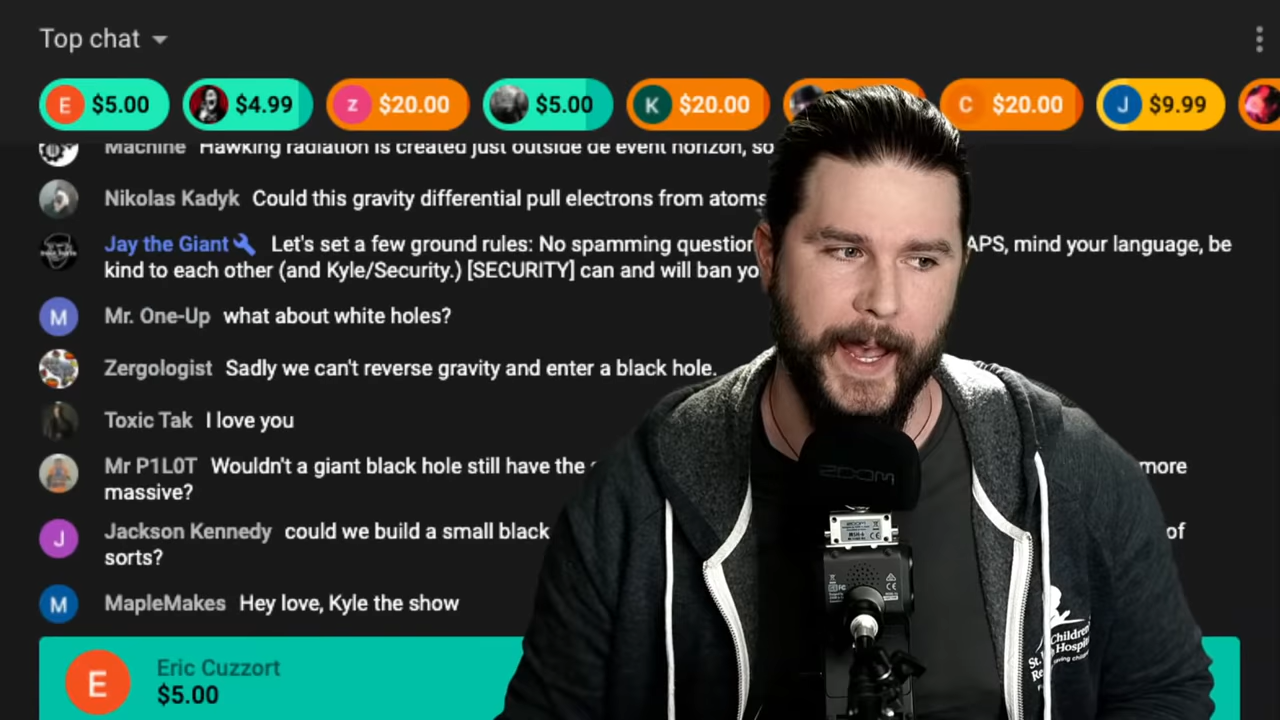 Top chat
E $5.00 $4.99 z $20.00 $5.00 K $20.00 C $20.00 J $9.99
Machine Hawking radiation is created just outside de event horizon, so
Nikolas Kadyk Could this gravity differential pull electrons from atoms
Jay the Giant Let's set a few ground rules: No spamming question APS, mind your language, be
kind to each other (and Kyle/Security.) [SECURITY] can and will ban yo
M Mr. One-Up what about white holes?
Zergologist Sadly we can't reverse gravity and enter a black hole.
Toxic Tak I love you
Mr P1L0T Wouldn't a giant black hole still have the more
massive?
J Jackson Kennedy could we build a small black of
sorts?
M MapleMakes Hey love, Kyle the show
E Eric Cuzzort
$5.00
ZOOM
St. Children
Hospi